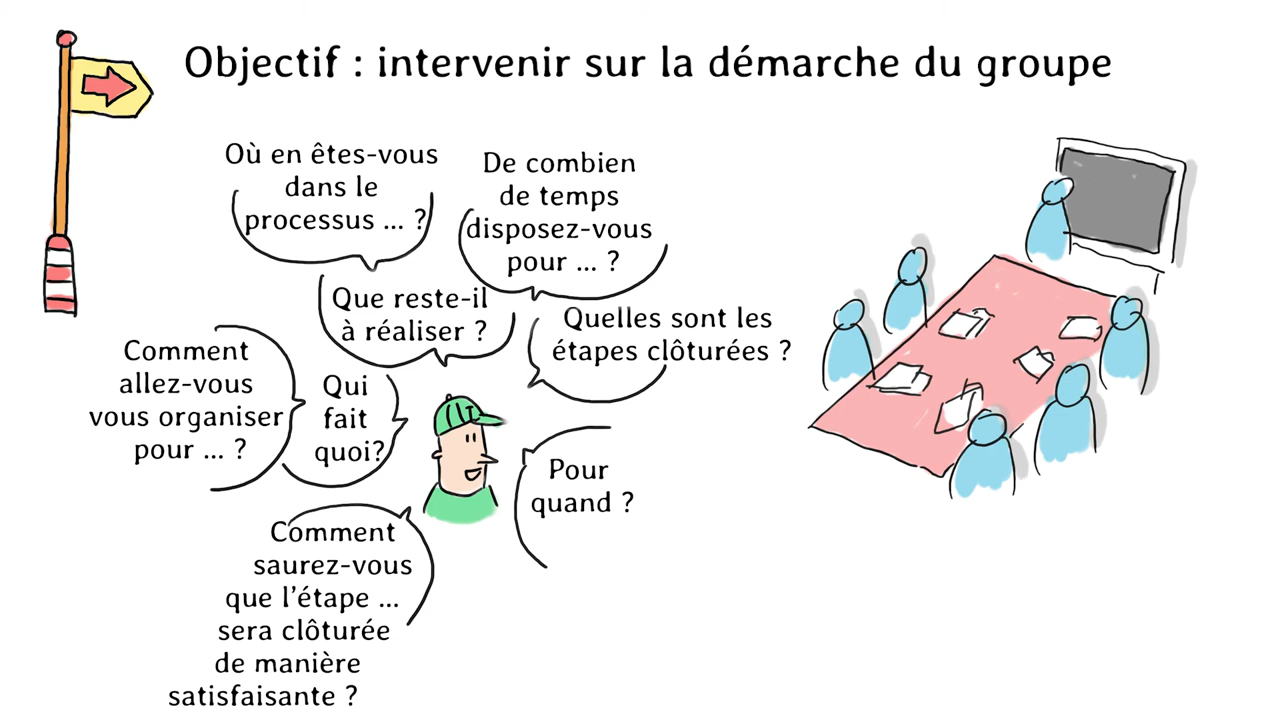 Objectif : intervenir sur la démarche du groupe
Où en êtes-vous
dans le
processus ... ?
De combien
de temps
disposez-vous
pour ... ?
Que reste-il
à réaliser ?
Quelles sont les
étapes clôturées ?
Comment
allez-vous
vous organiser
pour ... ?
Qui
fait
quoi?
Pour
quand ?
Comment
saurez-vous
que l'étape ...
sera clôturée
de manière
satisfaisante ?